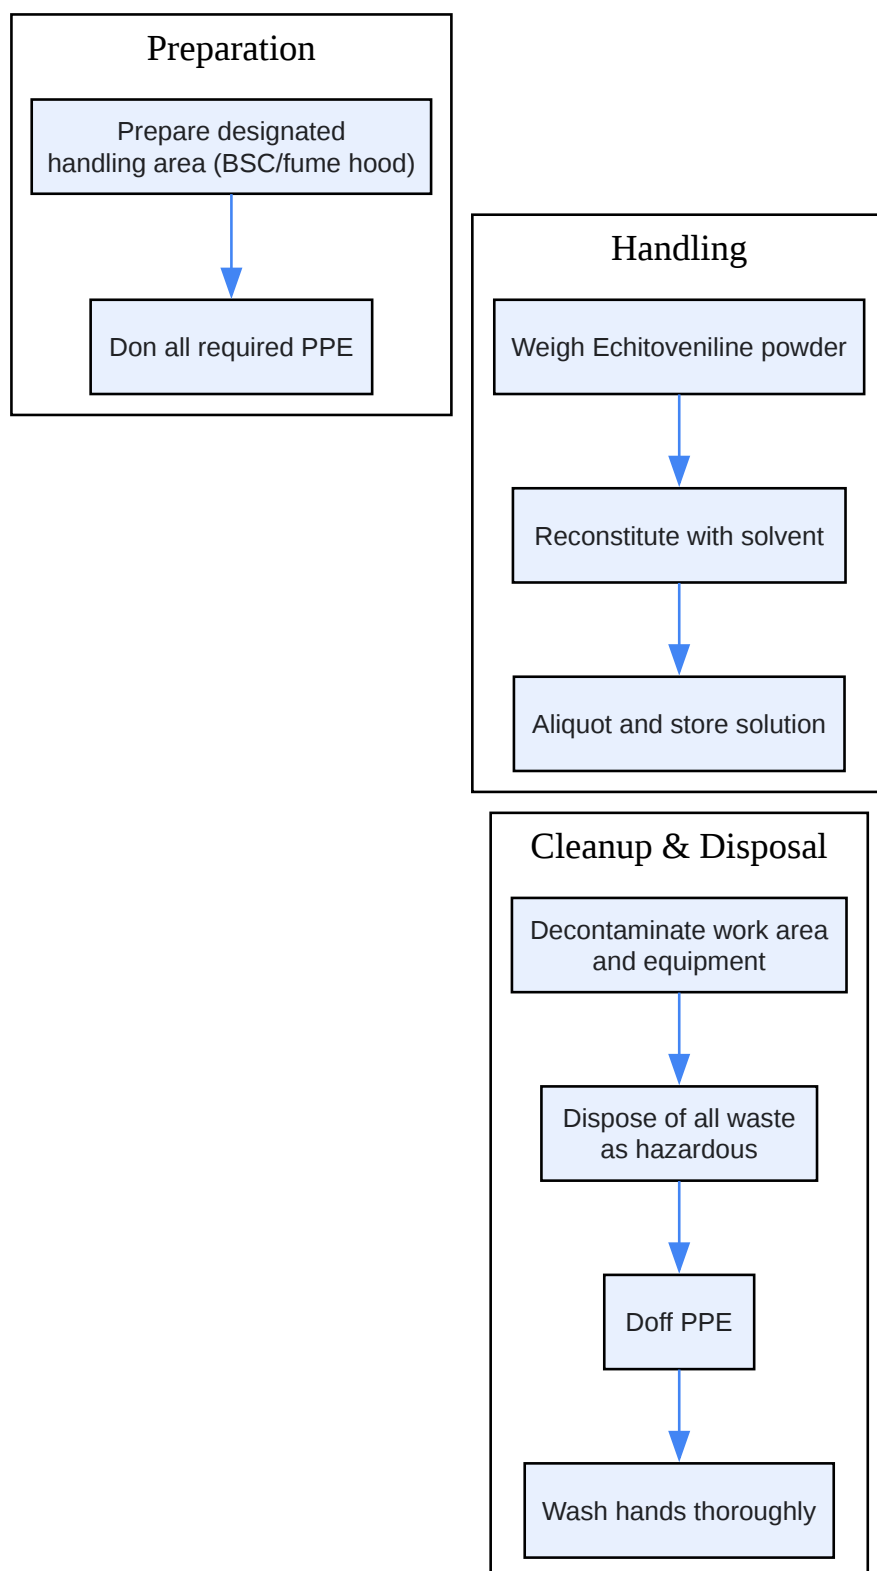 Preparation
Prepare designated
handling area (BSC/fume hood)
Don all required PPE
Handling
Weigh Echitoveniline powder
Reconstitute with solvent
Aliquot and store solution
Cleanup & Disposal
Decontaminate work area
and equipment
Dispose of all waste
as hazardous
Doff PPE
Wash hands thoroughly